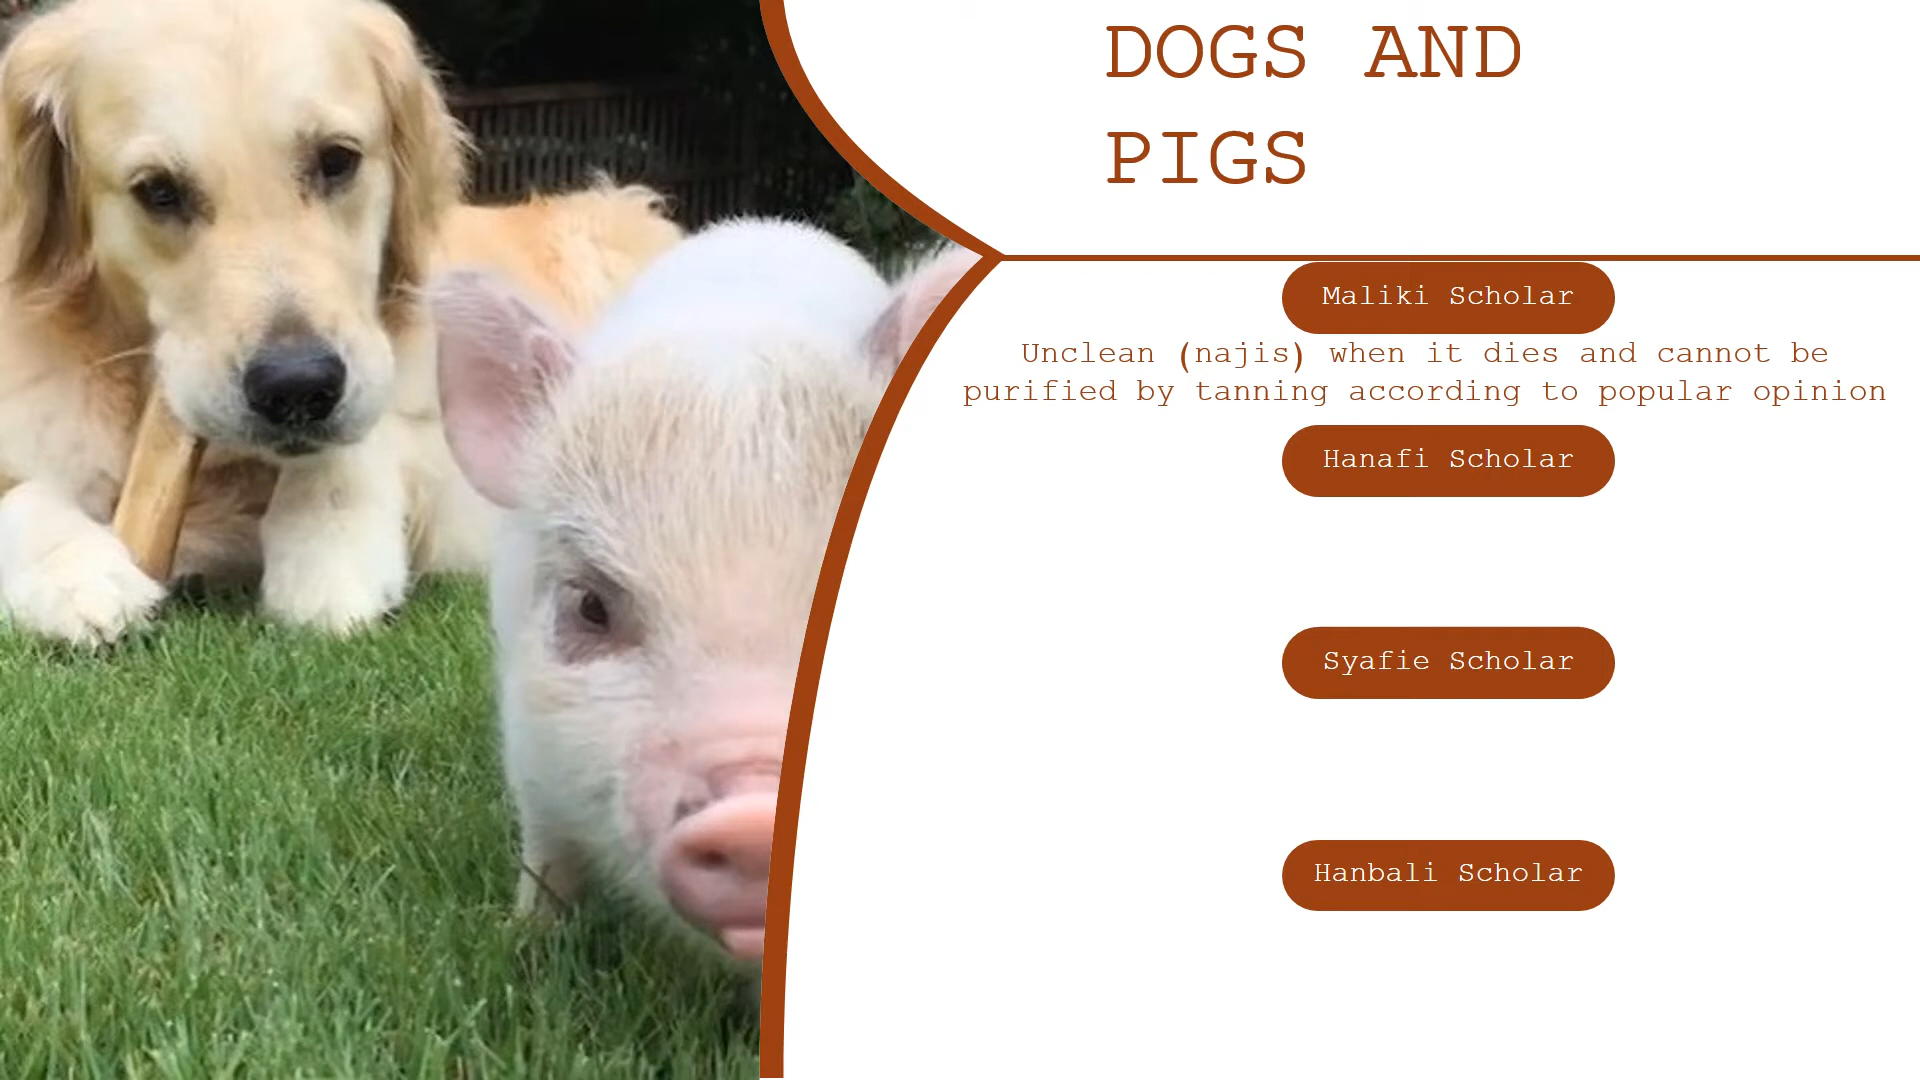 DOGS AND
PIGS
Maliki Scholar
Unclean (najis) when it dies and cannot be
purified by tanning according to popular opinion
Hanafi Scholar
Syafie Scholar
Hanbali Scholar